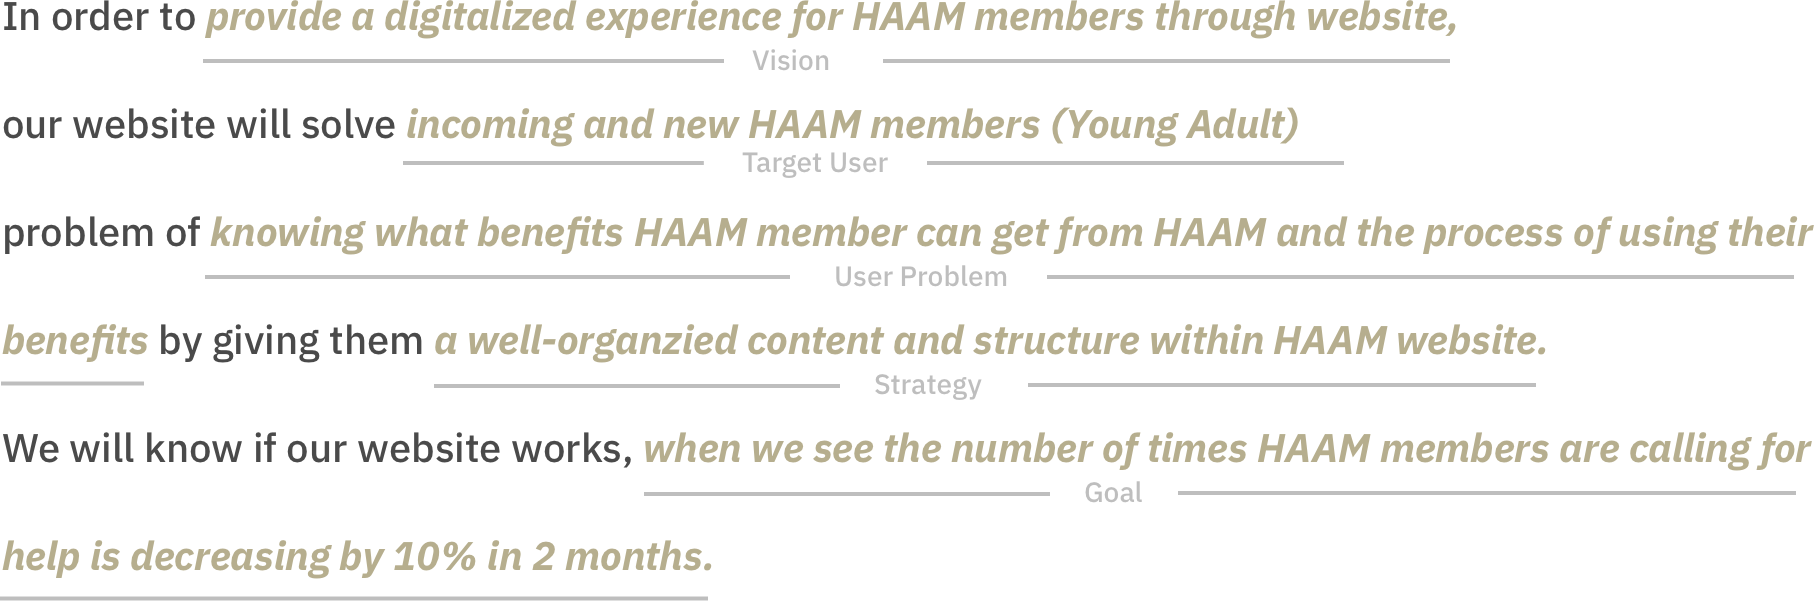 In order to provide a digitalized experience for HAAM members through website,
Vision
our website will solve incoming and new HAAM members (Young Adult)
Target User
problem of knowing what benefits HAAM member can get from HAAM and the process of using their
User Problem
benefits by giving them a well-organzied content and structure within HAAM website.
Strategy
We will know if our website works, when we see the number of times HAAM members are calling for
Goal
help is decreasing by 10% in 2 months.